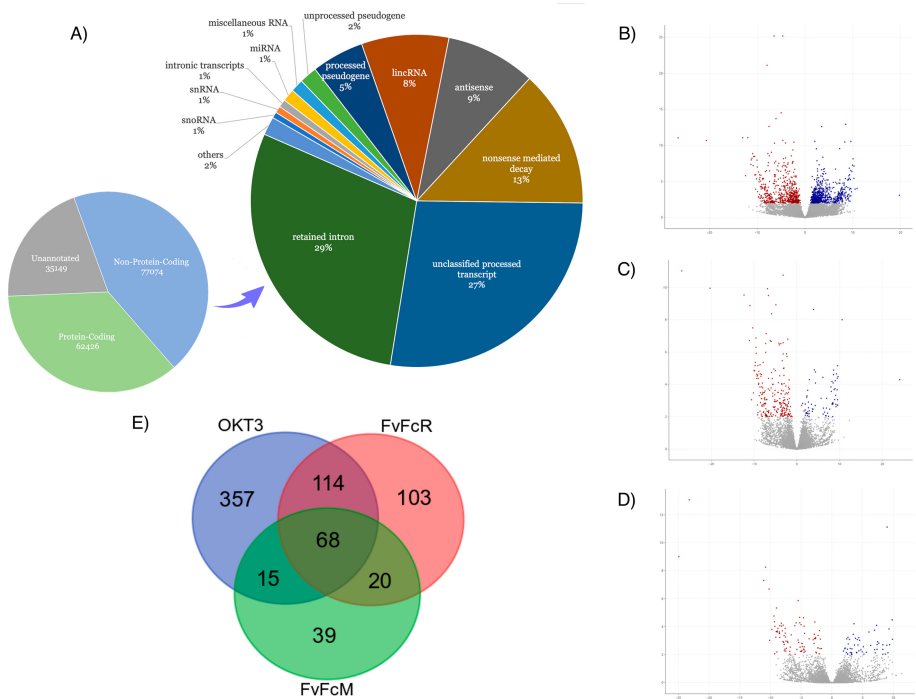 A)
miscellaneous RNA
1%
unprocessed pseudogene
2%
miRNA
1%
intronic transcripts
1%
snRNA
1%
snoRNA
1%
others
2%
processed
pseudogene
5%
lincRNA
8%
antisense
9%
nonsense mediated
decay
13%
retained intron
29%
unclassified processed
transcript
27%
Unannotated
35149
Non-Protein-Coding
77074
Protein-Coding
62426
B)
C)
D)
E)
OKT3
FvFcR
357
114
103
68
15
20
39
FvFcM